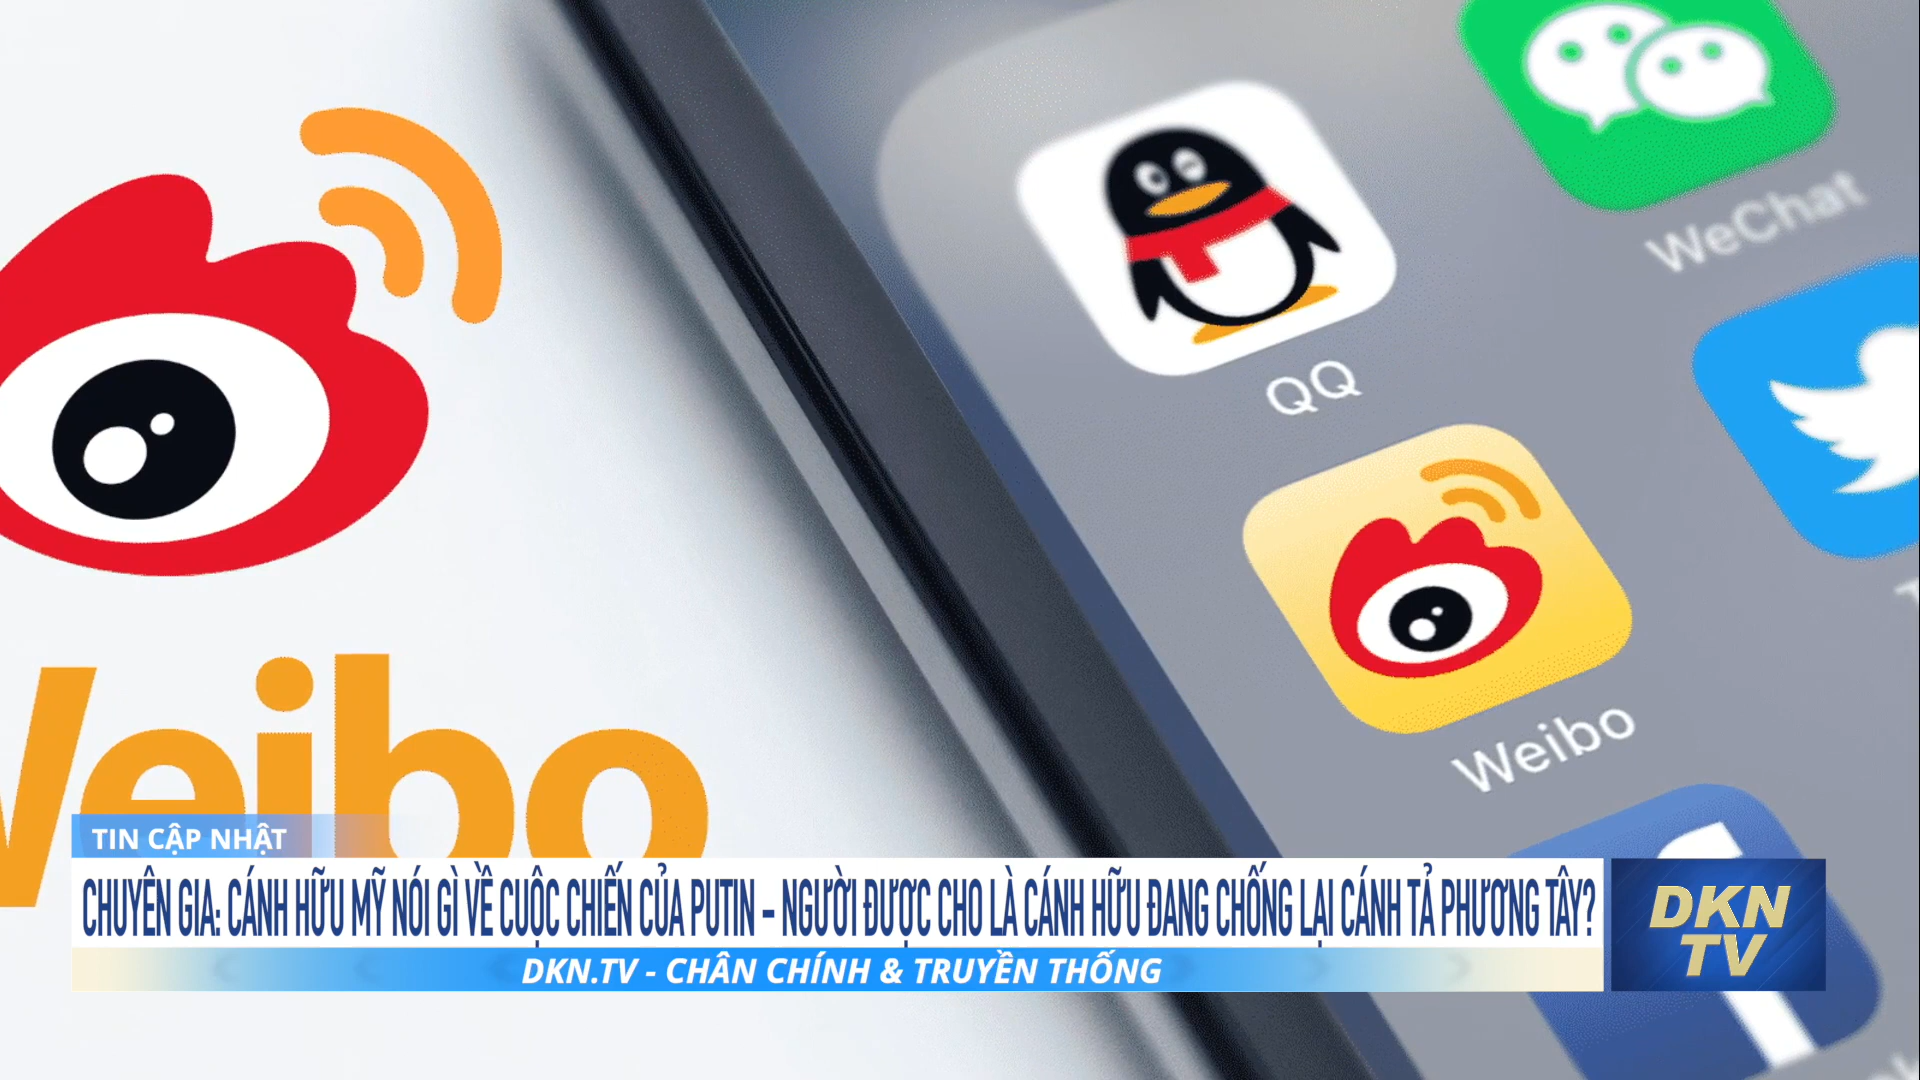 WeChat
QQ
Weibo
Weibo
TIN CẬP NHẬT
CHUYÊN GIA: CÁNH HỮU MỸ NÓI GÌ VỀ CUỘC CHIẾN CỦA PUTIN – NGƯỜI ĐƯỢC CHO LÀ CÁNH HỮU ĐANG CHỐNG LẠI CÁNH TẢ PHƯƠNG TÂY?
DKN.TV - CHÂN CHÍNH & TRUYỀN THỐNG
DKN
TV